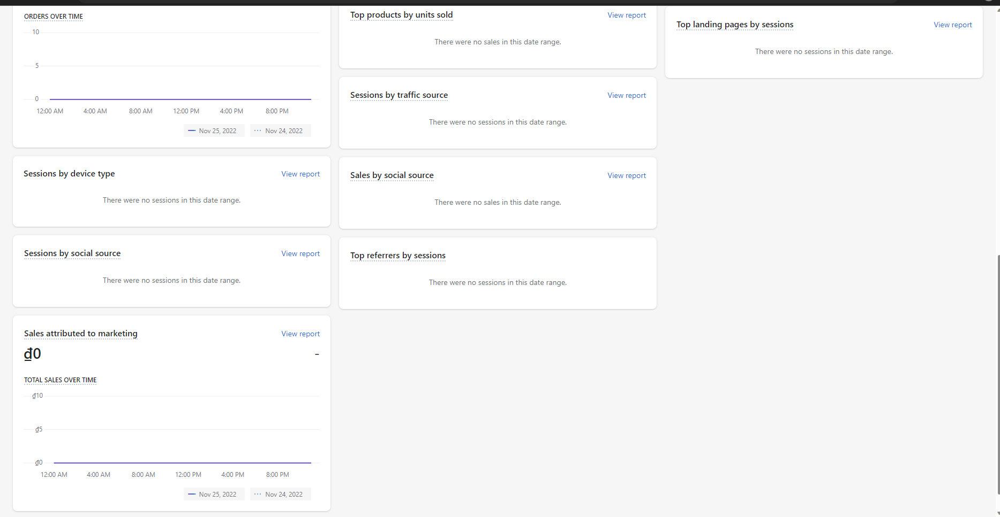 ORDERS OVER TIME
10
5
0
12:00 AM 4:00 AM 8:00 AM 12:00 PM 4:00 PM 8:00 PM
Nov 25, 2022 Nov 24, 2022
Sessions by device type View report
There were no sessions in this date range.
Sessions by social source View report
There were no sessions in this date range.
Sales attributed to marketing View report
₫0 -
TOTAL SALES OVER TIME
₫10
₫5
₫0
12:00 AM 4:00 AM 8:00 AM 12:00 PM 4:00 PM 8:00 PM
Nov 25, 2022 Nov 24, 2022
Top products by units sold View report
There were no sales in this date range.
Sessions by traffic source View report
There were no sessions in this date range.
Sales by social source View report
There were no sales in this date range.
Top referrers by sessions
There were no sessions in this date range.
Top landing pages by sessions View report
There were no sessions in this date range.